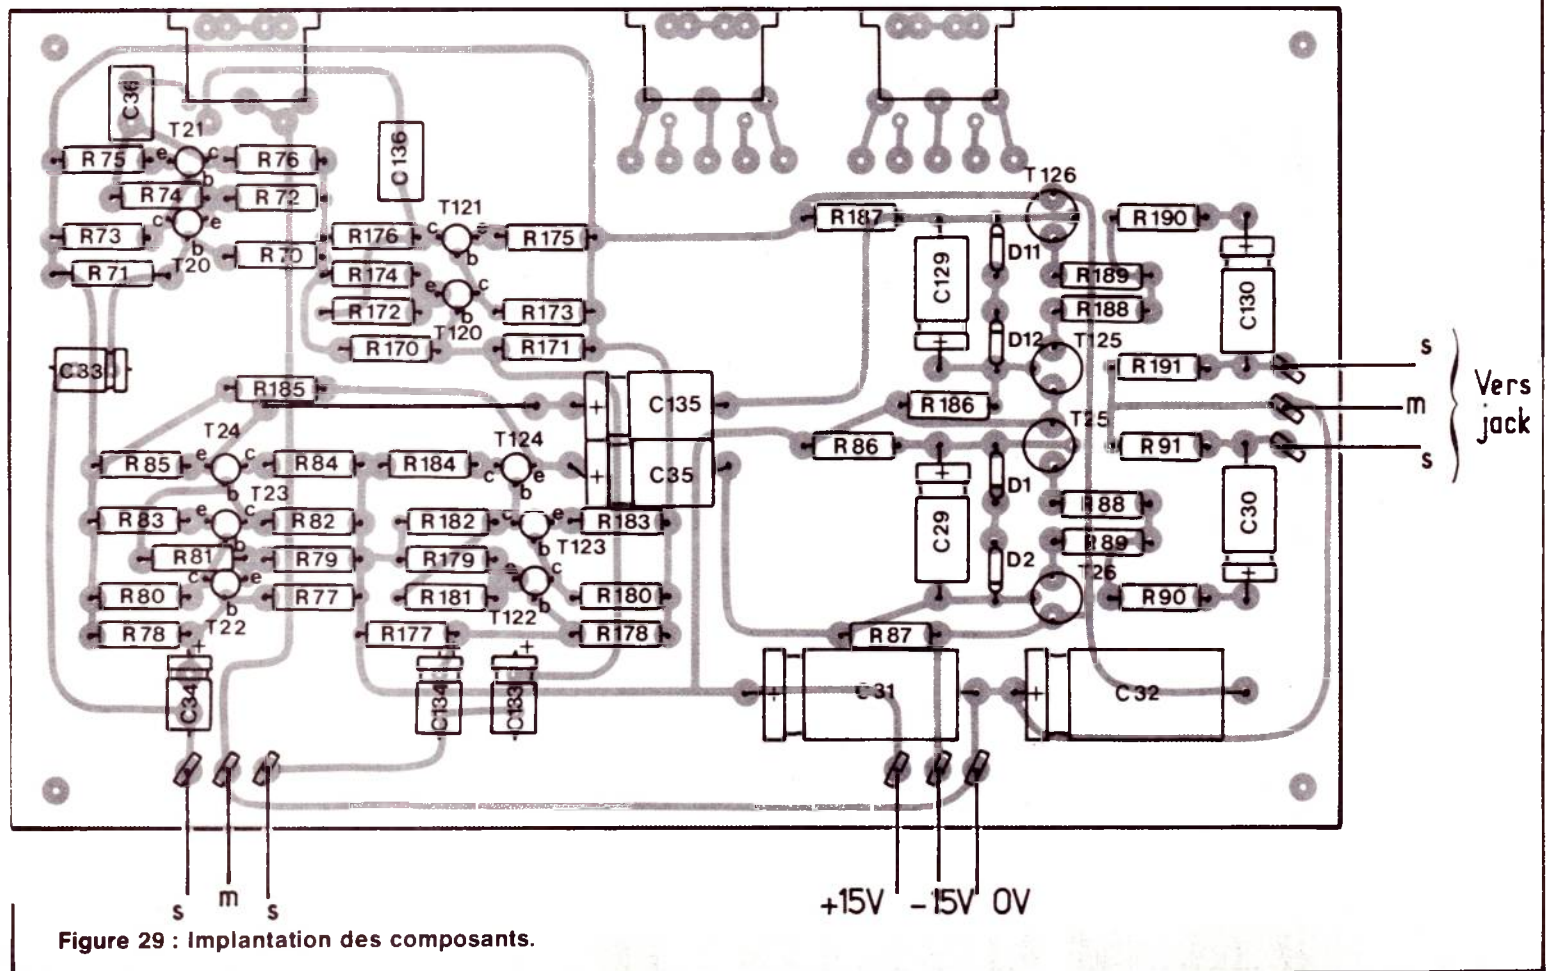 C36
T21
R75 e c R76
b
R74 R72
C136
c e
R73
b
R70
T20
R71
T121
R176 c e R175
b
R174
e c
R172 b R173
T120
R170 R171
C33
R185
+ C135
+ C35
T24
R85 e c R84
b
T124
R184 c e
b
T23
R83 e c R82
b
R182 c e R183
b T123
R81 R79
R179
c e
R80 b R77
e c
R181 b R180
T122
T22
R78
R177 R178
+ C34
C134
+ C133
T126
R187
R190
D11
C129
R189
+
C130
R188
D12
T125
R191
R186
T25
R86
R91
+
D1
C29
R88
C30
R89
D2
+
T26
R90
R87
+ C31
+ C32
s
m
s
Vers
jack
s m s
+15V -15V 0V
Figure 29 : Implantation des composants.